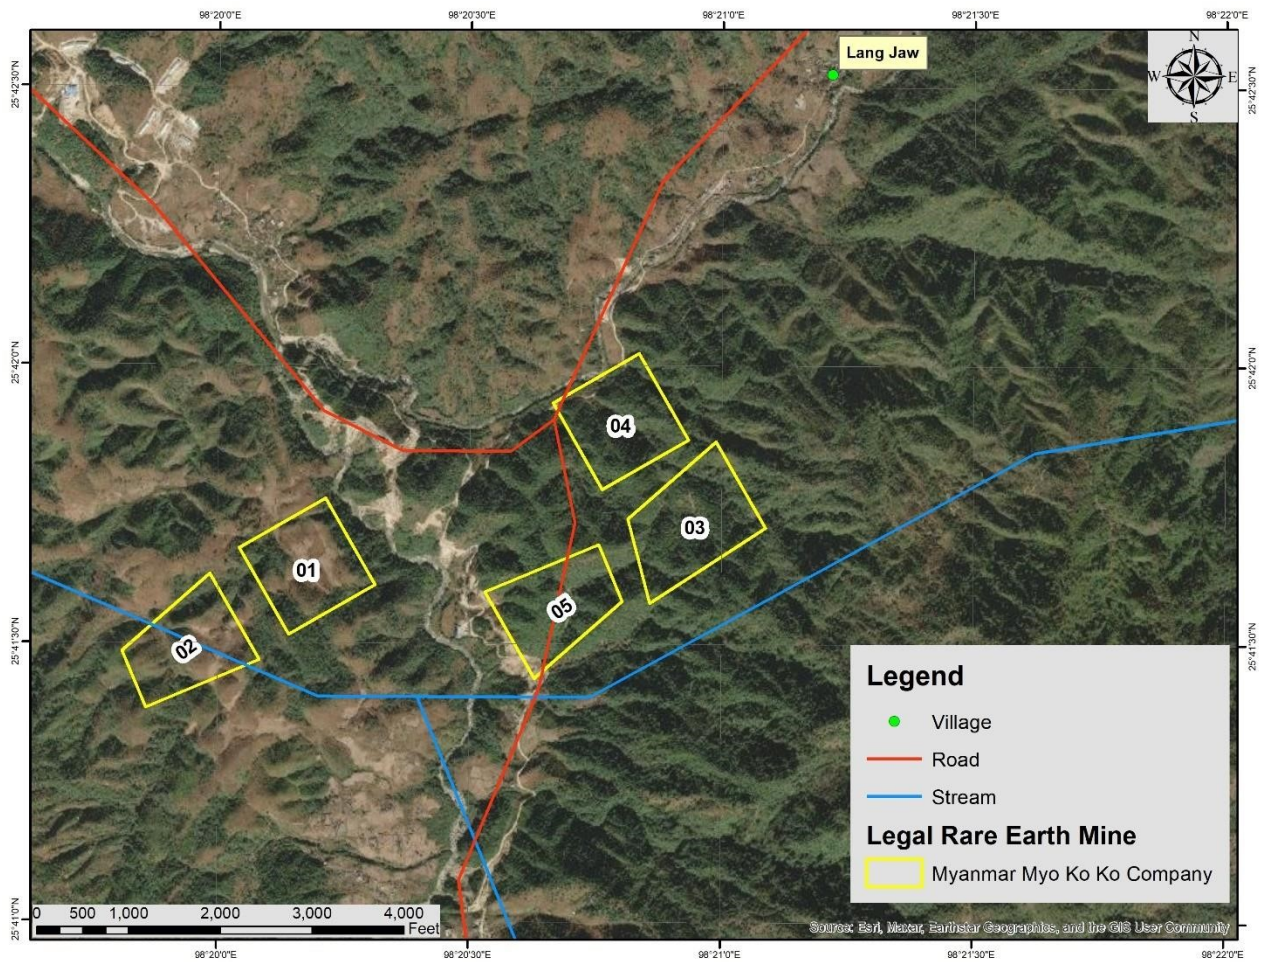 98°20'0"E 98°20'30"E 98°21'0"E 98°21'30"E 98°22'0"E
Lang Jaw
N
W E
S
25°42'30"N 25°42'30"N
25°42'0"N 25°42'0"N
04
03
01
05
02
25°41'30"N 25°41'30"N
Legend
Village
Road
Stream
Legal Rare Earth Mine
Myanmar Myo Ko Ko Company
25°41'0"N 25°41'0"N
0 500 1,000 2,000 3,000 4,000
Feet
Source: Esri, Maxar, Earthstar Geographics, and the GIS User Community
98°20'0"E 98°20'30"E 98°21'0"E 98°21'30"E 98°22'0"E